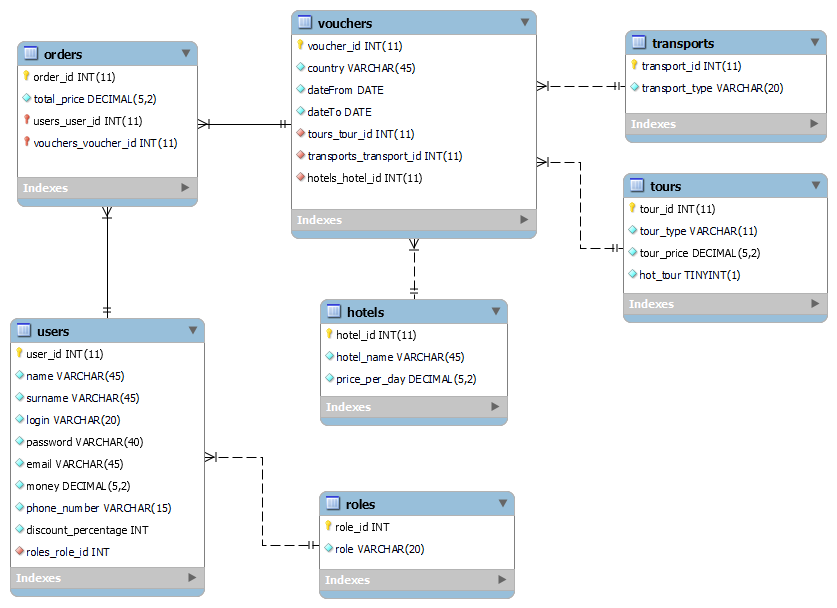 orders
order_id INT(11)
total_price DECIMAL(5,2)
users_user_id INT(11)
vouchers_voucher_id INT(11)
Indexes
vouchers
voucher_id INT(11)
country VARCHAR(45)
dateFrom DATE
dateTo DATE
tours_tour_id INT(11)
transports_transport_id INT(11)
hotels_hotel_id INT(11)
Indexes
transports
transport_id INT(11)
transport_type VARCHAR(20)
Indexes
tours
tour_id INT(11)
tour_type VARCHAR(11)
tour_price DECIMAL(5,2)
hot_tour TINYINT(1)
Indexes
users
user_id INT(11)
name VARCHAR(45)
surname VARCHAR(45)
login VARCHAR(20)
password VARCHAR(40)
email VARCHAR(45)
money DECIMAL(5,2)
phone_number VARCHAR(15)
discount_percentage INT
roles_role_id INT
Indexes
hotels
hotel_id INT(11)
hotel_name VARCHAR(45)
price_per_day DECIMAL(5,2)
Indexes
roles
role_id INT
role VARCHAR(20)
Indexes